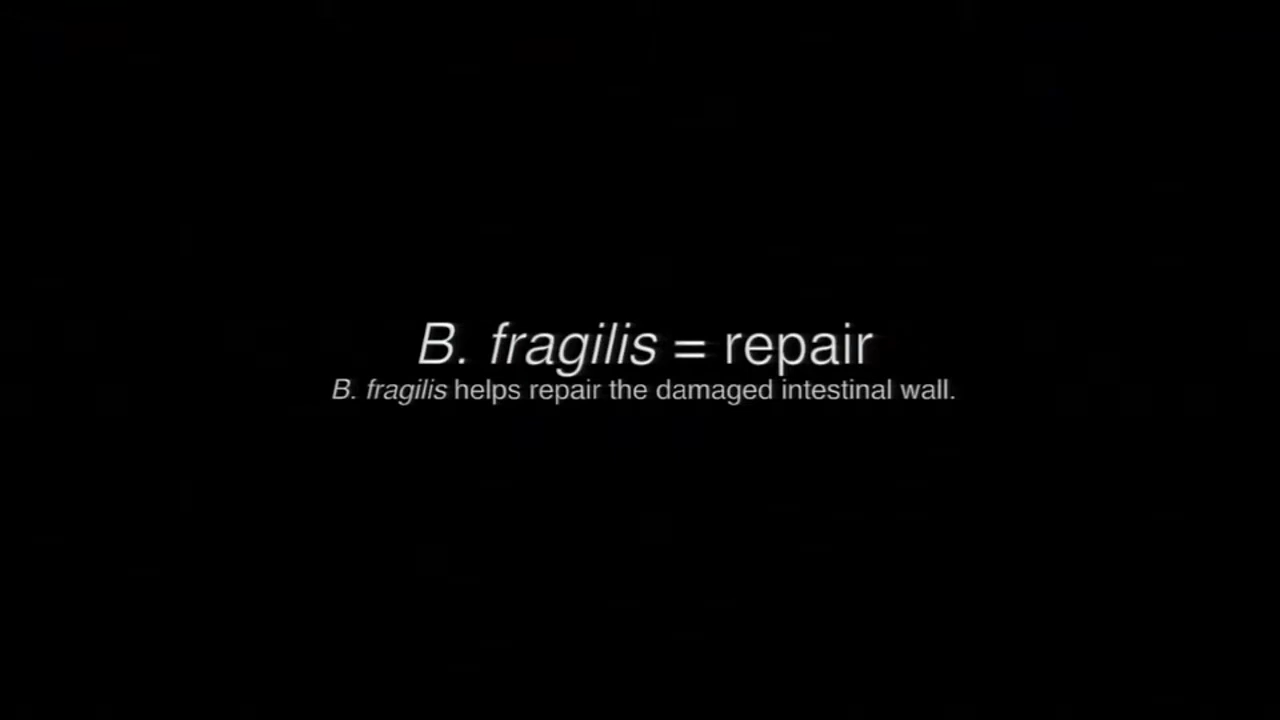 B. fragilis = repair
B. fragilis helps repair the damaged intestinal wall.